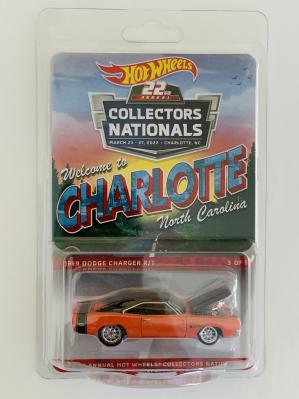 Hot Wheels
22nd
ANNUAL
COLLECTORS
NATIONALS
MARCH 23 - 27, 2022 • CHARLOTTE, NC
Welcome to
CHARLOTTE
North Carolina
1969 DODGE CHARGER R/T
3 OF
ANNUAL HOT WHEELS COLLECTORS NATION